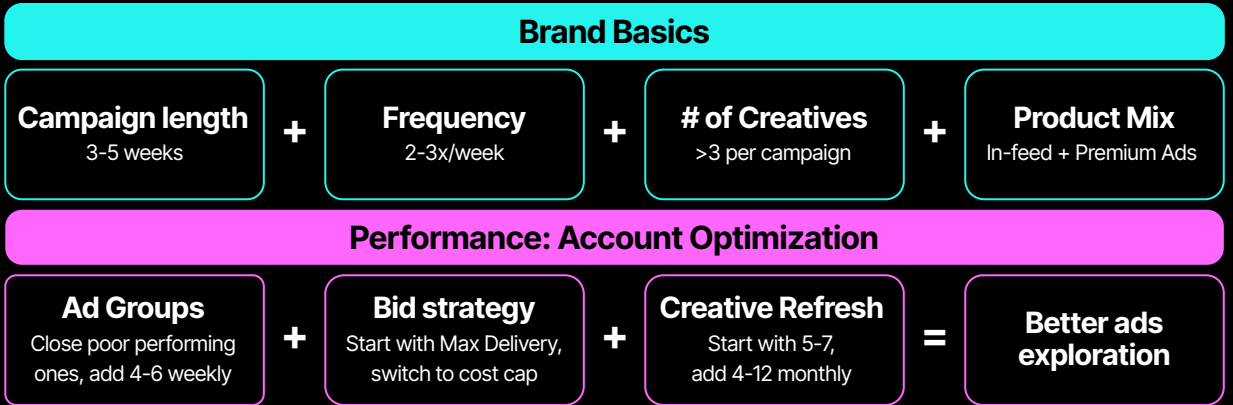 Brand Basics
Campaign length
3-5 weeks
+
Frequency
2-3x/week
+
# of Creatives
>3 per campaign
+
Product Mix
In-feed + Premium Ads
Performance: Account Optimization
Ad Groups
Close poor performing
ones, add 4-6 weekly
+
Bid strategy
Start with Max Delivery,
switch to cost cap
+
Creative Refresh
Start with 5-7,
add 4-12 monthly
=
Better ads
exploration